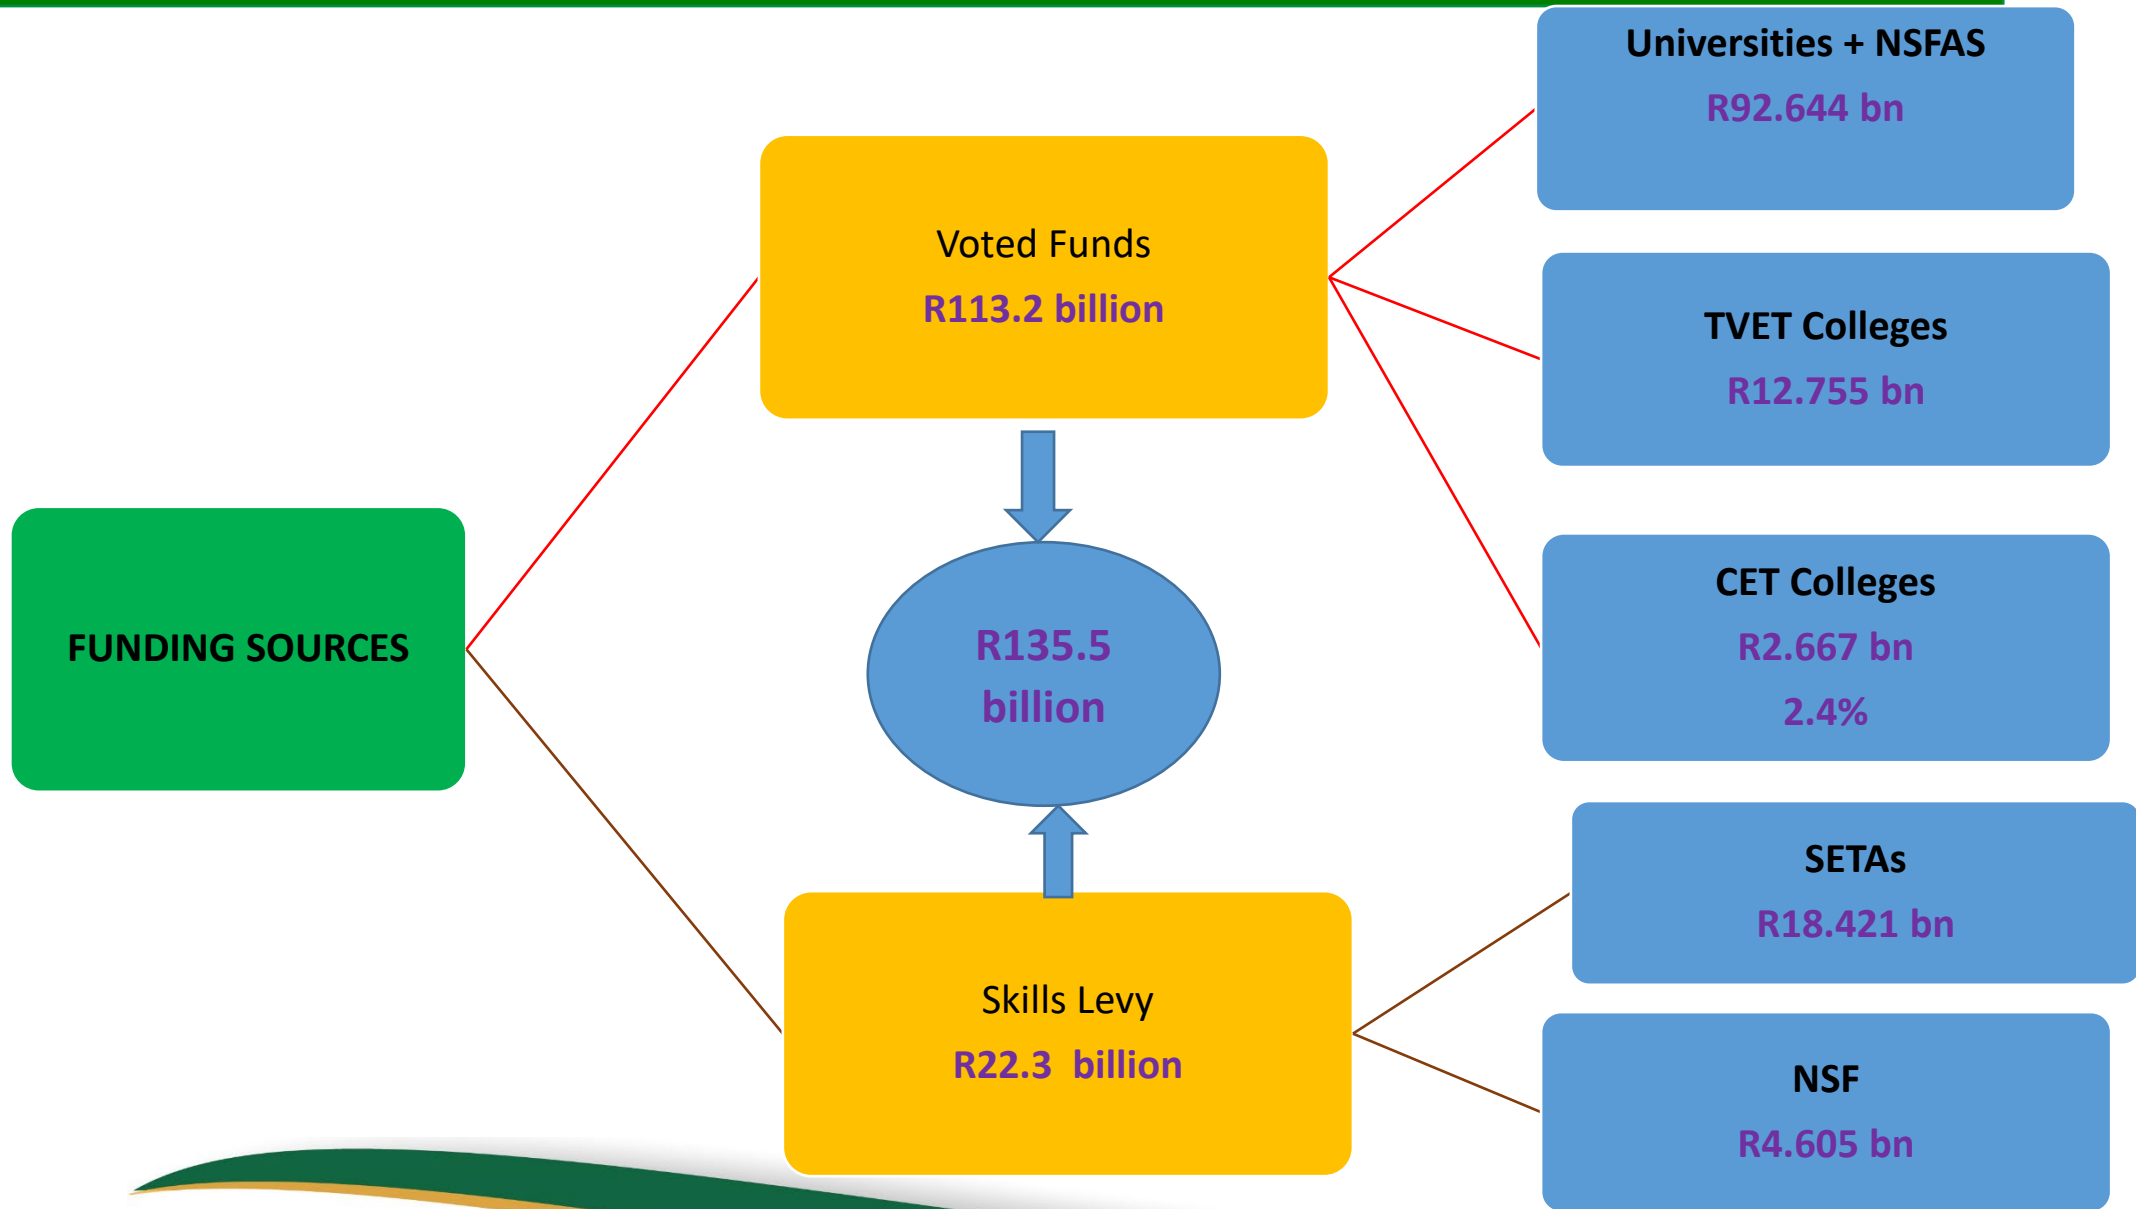 FUNDING SOURCES
Voted Funds
R113.2 billion
R135.5
billion
Skills Levy
R22.3  billion
Universities + NSFAS
R92.644 bn
TVET Colleges
R12.755 bn
CET Colleges
R2.667 bn
2.4%
SETAs
R18.421 bn
NSF
R4.605 bn